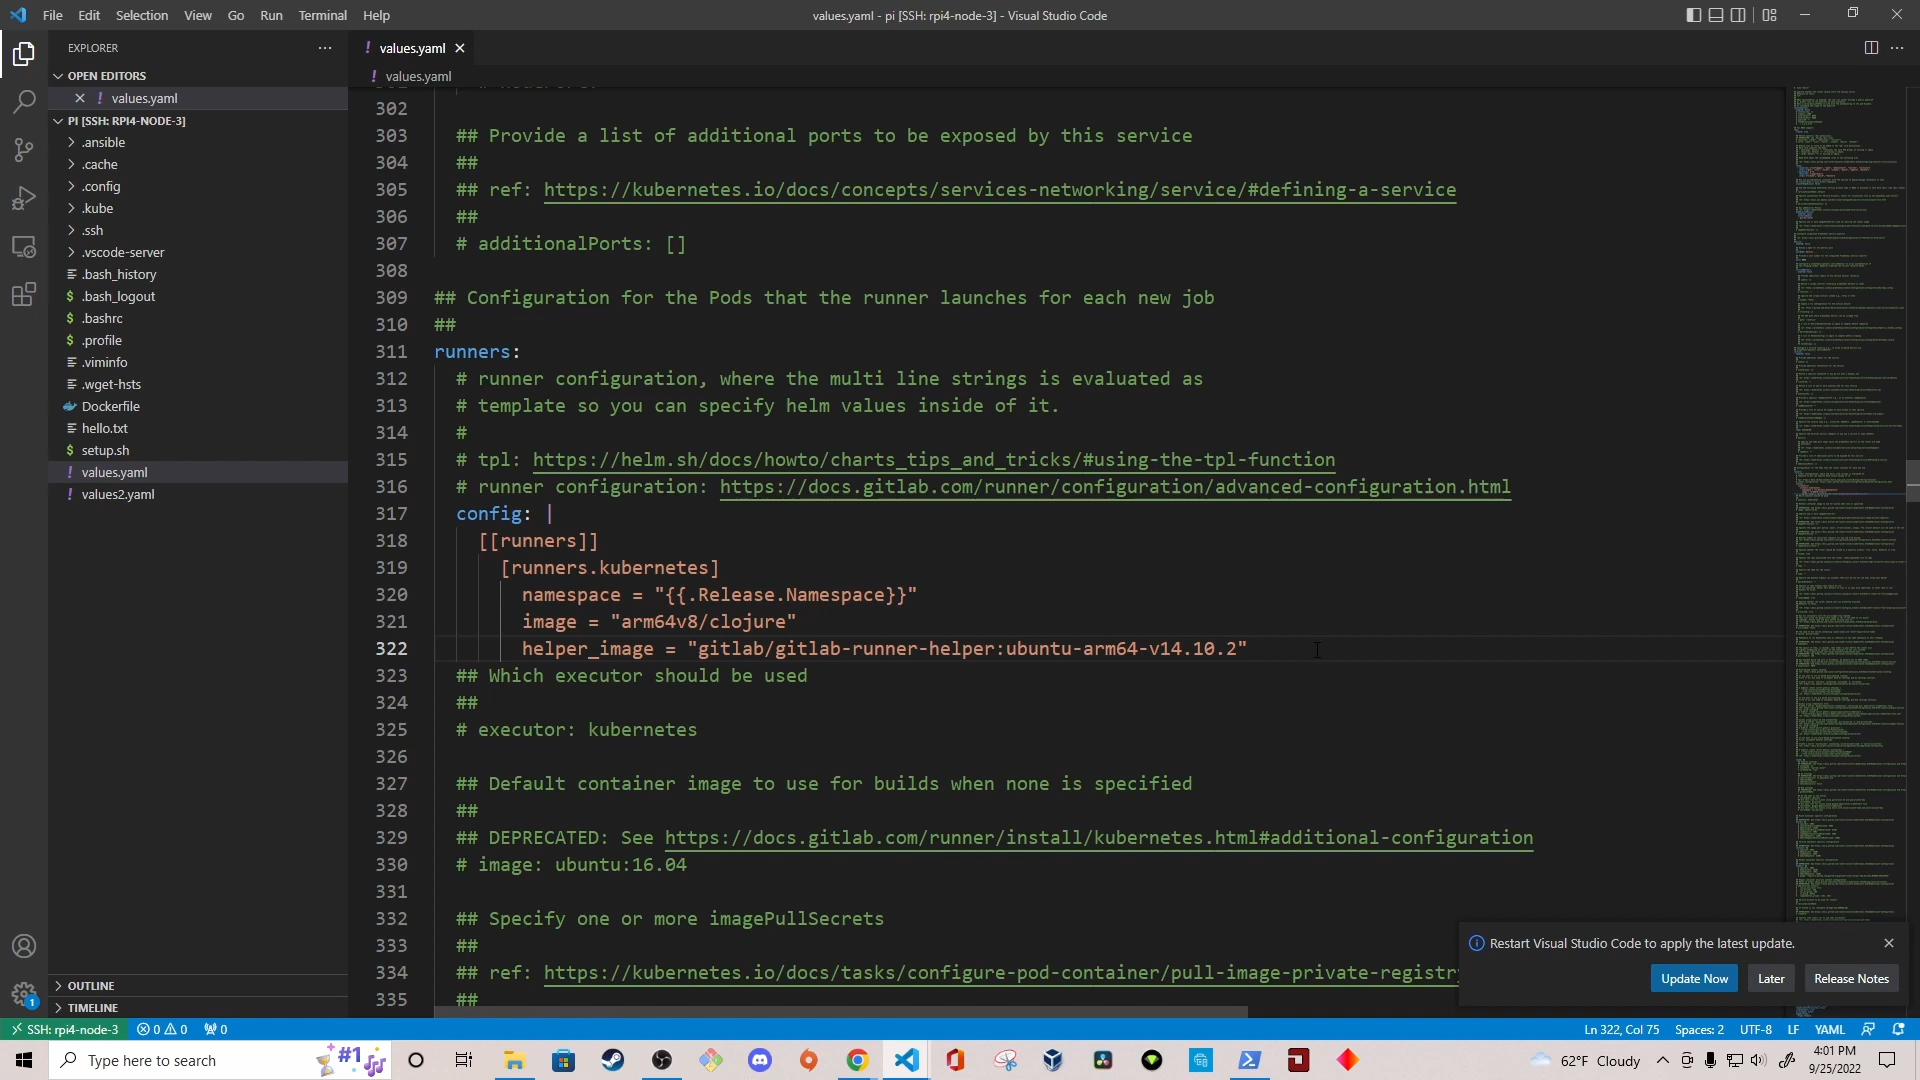 File Edit Selection View Go Run Terminal Help
values.yaml - pi [SSH: rpi4-node-3] - Visual Studio Code
EXPLORER
OPEN EDITORS
values.yaml
PI [SSH: RPI4-NODE-3]
.ansible
.cache
.config
.kube
.ssh
.vscode-server
.bash_history
.bash_logout
.bashrc
.profile
.viminfo
.wget-hsts
Dockerfile
hello.txt
setup.sh
values.yaml
values2.yaml
OUTLINE
TIMELINE
values.yaml
values.yaml
302
303 ## Provide a list of additional ports to be exposed by this service
304 ##
305 ## ref: https://kubernetes.io/docs/concepts/services-networking/service/#defining-a-service
306 ##
307 # additionalPorts: []
308
309 ## Configuration for the Pods that the runner launches for each new job
310 ##
311 runners:
312 # runner configuration, where the multi line strings is evaluated as
313 # template so you can specify helm values inside of it.
314 #
315 # tpl: https://helm.sh/docs/howto/charts_tips_and_tricks/#using-the-tpl-function
316 # runner configuration: https://docs.gitlab.com/runner/configuration/advanced-configuration.html
317 config: |
318 [[runners]]
319 [runners.kubernetes]
320 namespace = "{{.Release.Namespace}}"
321 image = "arm64v8/clojure"
322 helper_image = "gitlab/gitlab-runner-helper:ubuntu-arm64-v14.10.2"
323 ## Which executor should be used
324 ##
325 # executor: kubernetes
326
327 ## Default container image to use for builds when none is specified
328 ##
329 ## DEPRECATED: See https://docs.gitlab.com/runner/install/kubernetes.html#additional-configuration
330 # image: ubuntu:16.04
331
332 ## Specify one or more imagePullSecrets
333 ##
334 ## ref: https://kubernetes.io/docs/tasks/configure-pod-container/pull-image-private-registry
335 ##
Restart Visual Studio Code to apply the latest update.
Update Now Later Release Notes
1
SSH: rpi4-node-3 0 0 0
Ln 322, Col 75 Spaces: 2 UTF-8 LF YAML
Type here to search
#1
62°F Cloudy
4:01 PM
9/25/2022